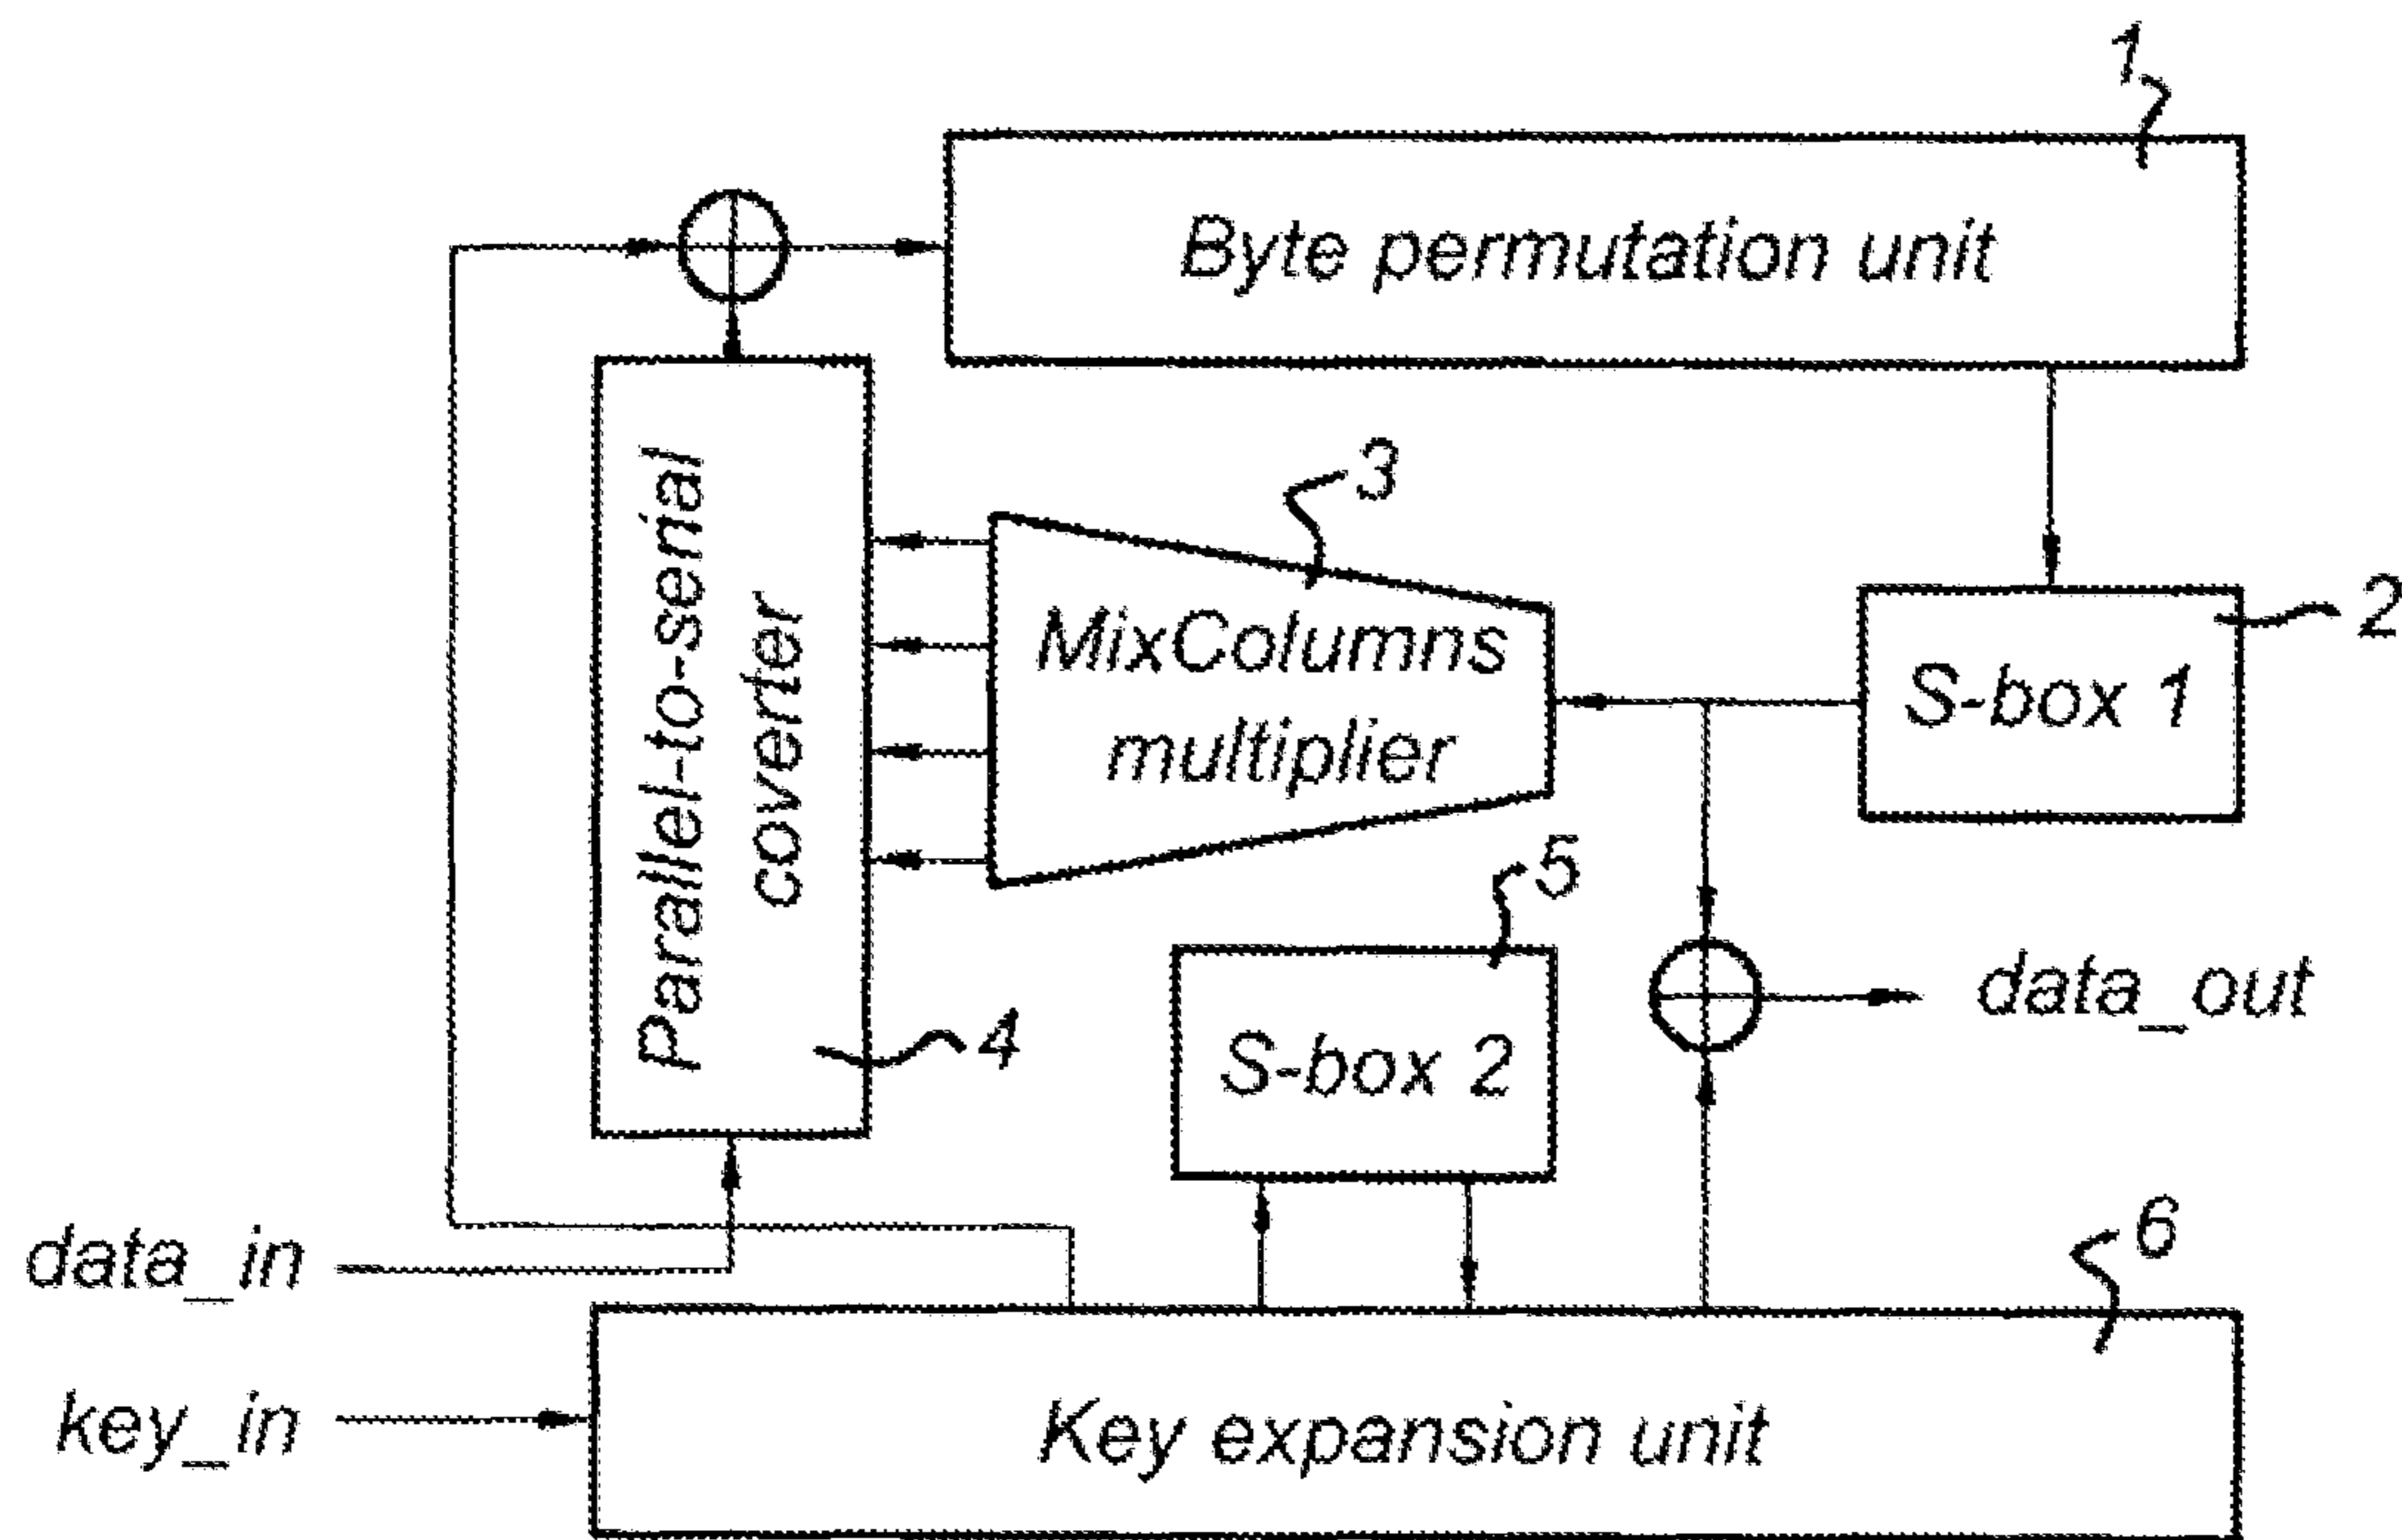 1
Byte permutation unit
3
2
Parallel-to-serial
coverter
MixColumns
multiplier
S-box 1
5
4
S-box 2
data_out
6
data_in
key_in
Key expansion unit